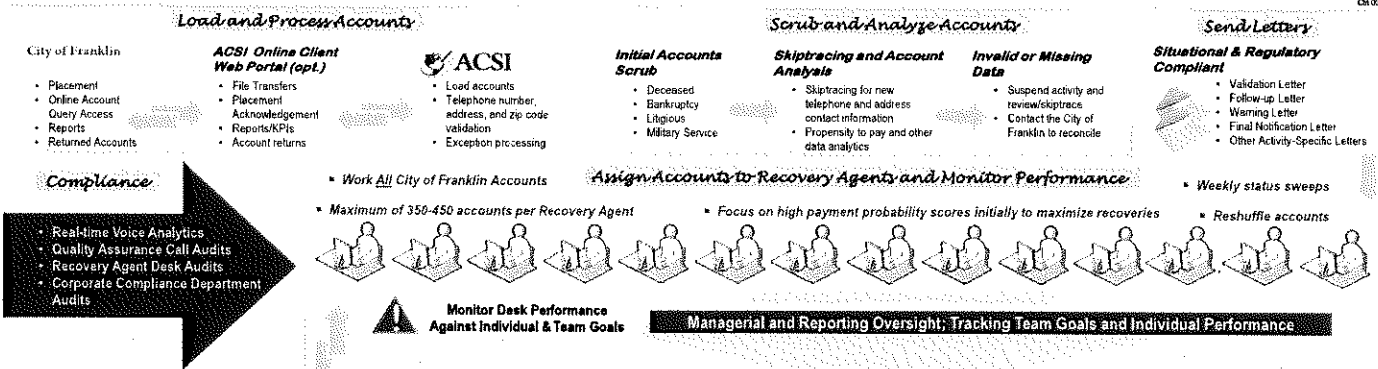 Load and Process Accounts
City of Franklin
• Placement
• Online Account
Query Access
• Reports
• Returned Accounts
ACSI Online Client
Web Portal (opt.)
• File Transfers
• Placement
Acknowledgement
• Reports/KPIs
• Account returns
ACSI
• Load accounts
• Telephone number,
address, and zip code
validation
• Exception processing
Scrub and Analyze Accounts
Initial Accounts
Scrub
• Deceased
• Bankruptcy
• Litigious
• Military Service
Skiptracing and Account
Analysis
• Skiptracing for new
telephone and address
contact information
• Propensity to pay and other
data analytics
Invalid or Missing
Data
• Suspend activity and
review/skiptrace
• Contact the City of
Franklin to reconcile
Send Letters
Situational & Regulatory
Compliant
• Validation Letter
• Follow-up Letter
• Warning Letter
• Final Notification Letter
• Other Activity-Specific Letters
Compliance
• Real-time Voice Analytics
• Quality Assurance Call Audits
• Recovery Agent Desk Audits
• Corporate Compliance Department
Audits
Assign Accounts to Recovery Agents and Monitor Performance
▪ Work All City of Franklin Accounts
▪ Maximum of 350-450 accounts per Recovery Agent
▪ Focus on high payment probability scores initially to maximize recoveries
▪ Weekly status sweeps
▪ Reshuffle accounts
Monitor Desk Performance
Against Individual & Team Goals
Managerial and Reporting Oversight; Tracking Team Goals and Individual Performance